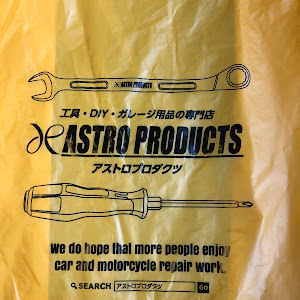 ASTRO PRODUCTS
工具・DIY・ガレージ用品の専門店
ASTRO PRODUCTS
アストロプロダクツ
we do hope that more people enjoy
car and motorcycle repair work.
SEARCH アストロプロダクツ GO